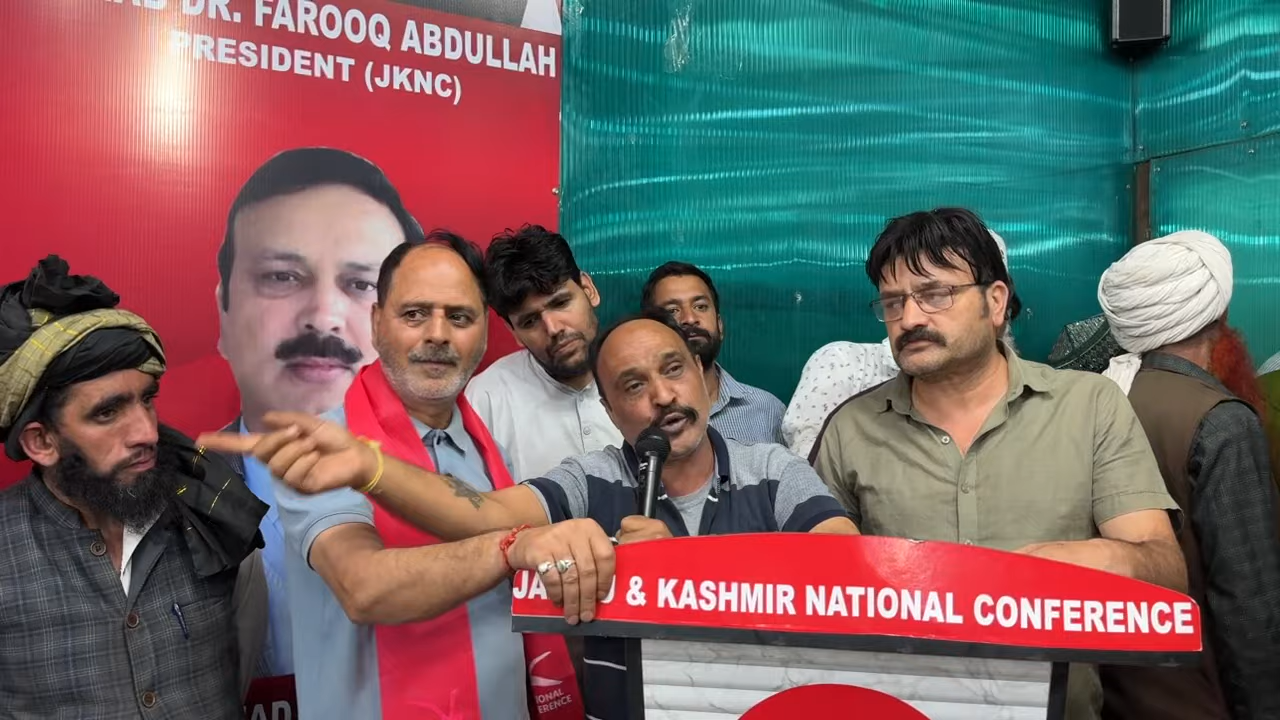 DR. FAROOQ ABDULLAH
PRESIDENT (JKNC)
& KASHMIR NATIONAL CONFERENCE